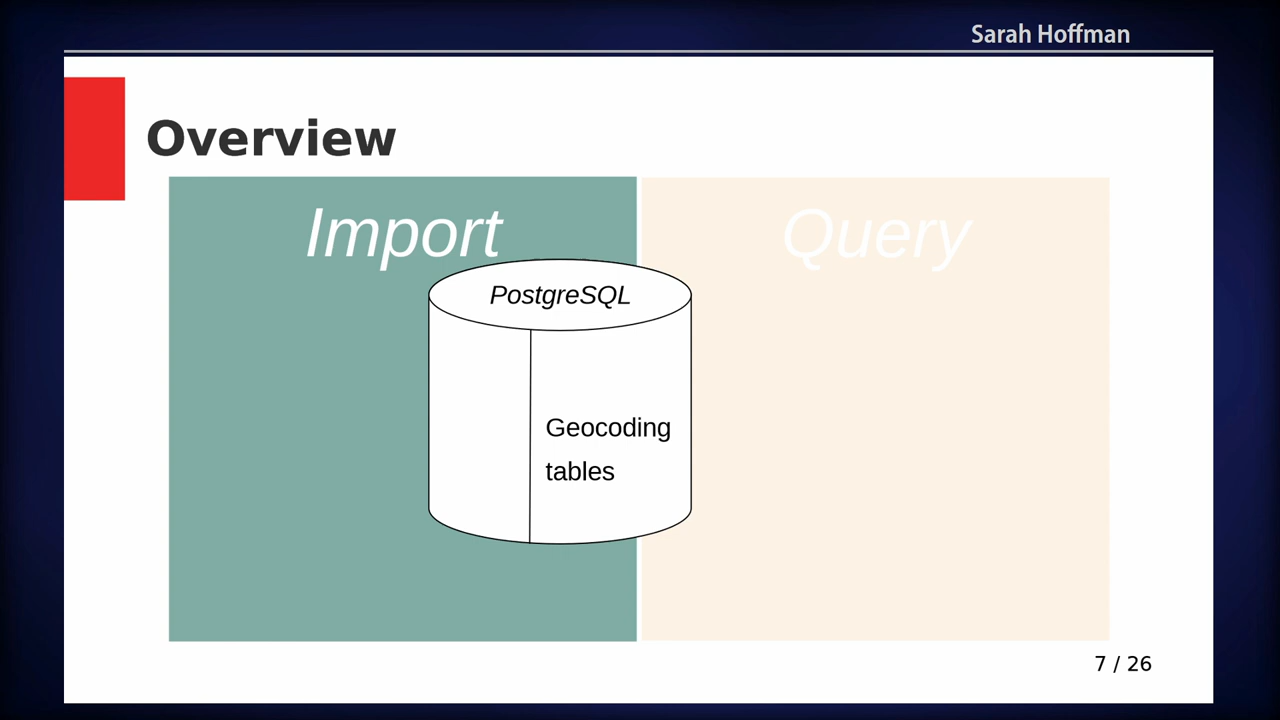 Sarah Hoffman
Overview
Import
Query
PostgreSQL
Geocoding
tables
7 / 26